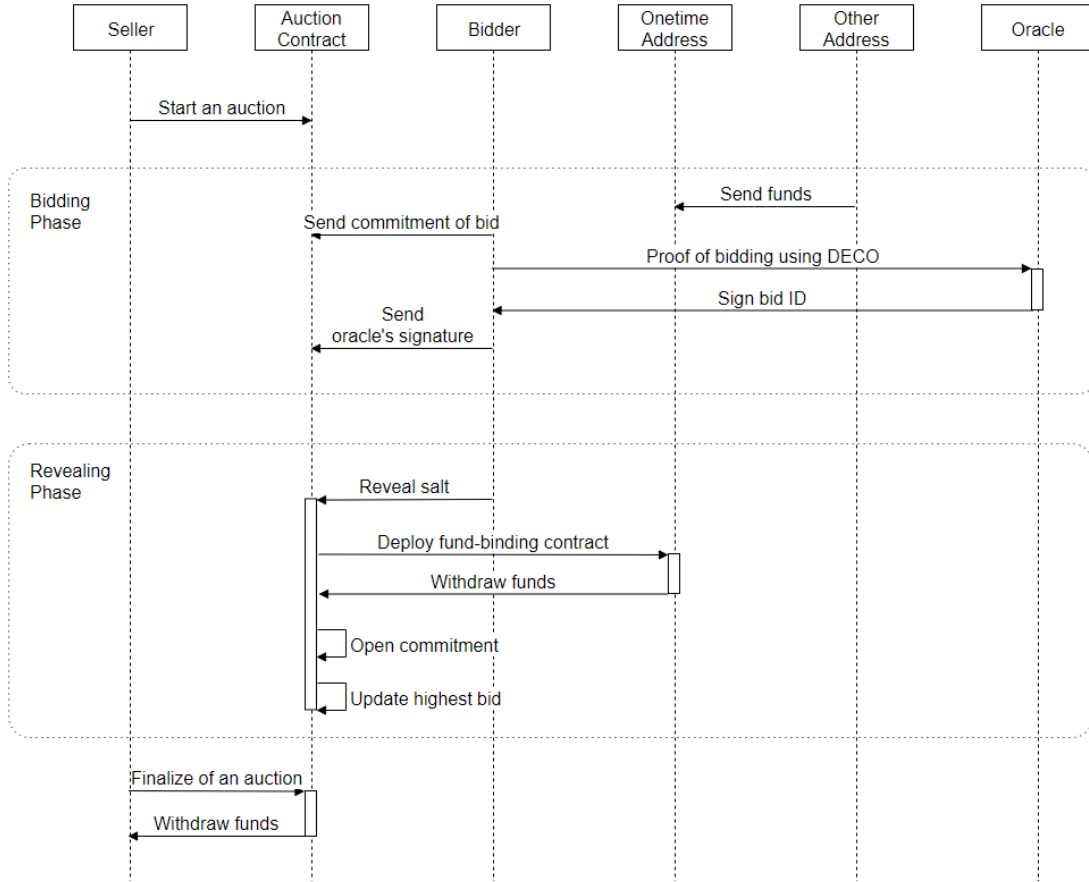 Seller
Auction
Contract
Bidder
Onetime
Address
Other
Address
Oracle
Start an auction
Bidding
Phase
Send funds
Send commitment of bid
Proof of bidding using DECO
Sign bid ID
Send
oracle's signature
Revealing
Phase
Reveal salt
Deploy fund-binding contract
Withdraw funds
Open commitment
Update highest bid
Finalize of an auction
Withdraw funds